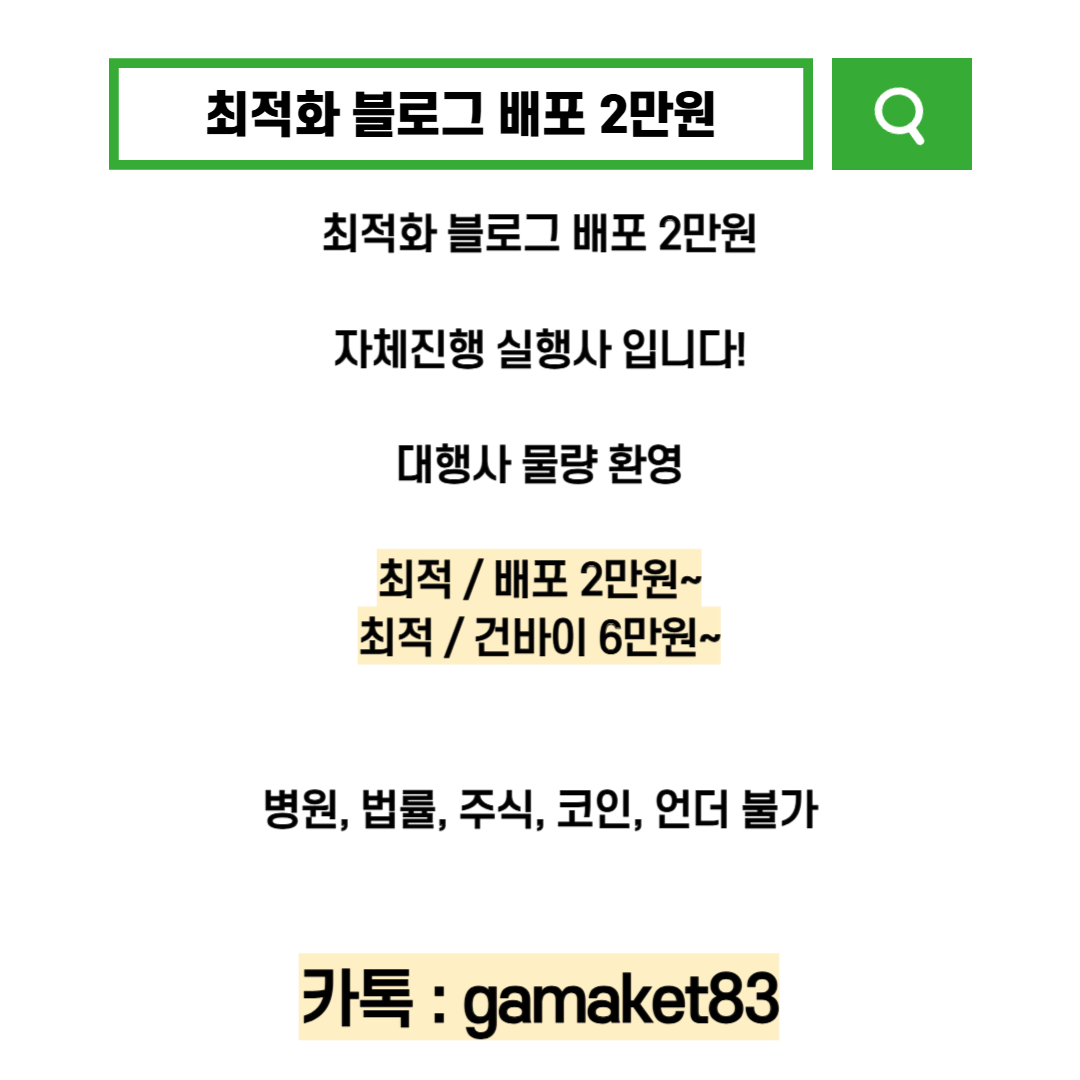 최적화 블로그 배포 2만원
최적화 블로그 배포 2만원
자체진행 실행사 입니다!
대행사 물량 환영
최적 / 배포 2만원~
최적 / 건바이 6만원~
병원, 법률, 주식, 코인, 언더 불가
카톡 : gamaket83